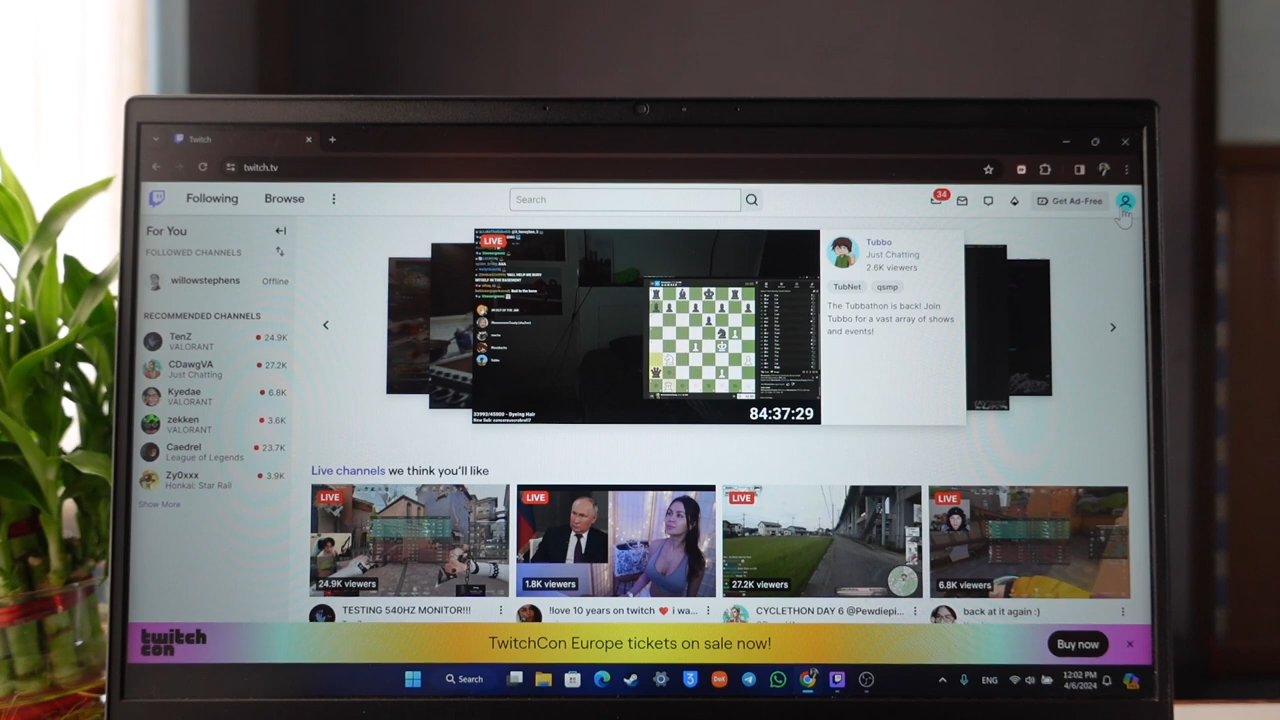 Twitch
twitch.tv
Following
Browse
Search
34
Get Ad-Free
For You
FOLLOWED CHANNELS
willowstephens
Offline
RECOMMENDED CHANNELS
TenZ
24.9K
VALORANT
CDawgVA
27.2K
Just Chatting
Kyedae
6.8K
VALORANT
zekken
3.6K
VALORANT
Caedrel
23.7K
League of Legends
Zy0xxx
3.9K
Honkai: Star Rail
Show More
LIVE
33993/45000 - Dyeing Hair
84:37:29
Tubbo
Just Chatting
2.6K viewers
TubNet
qsmp
The Tubbathon is back! Join
Tubbo for a vast array of shows
and events!
Live channels we think you'll like
LIVE
24.9K viewers
TESTING 540HZ MONITOR!!!
LIVE
1.8K viewers
!love 10 years on twitch ❤️ i wa...
LIVE
27.2K viewers
CYCLETHON DAY 6 @Pewdiepi...
LIVE
6.8K viewers
back at it again :)
twitch
con
TwitchCon Europe tickets on sale now!
Buy now
Search
ENG
12:02 PM
4/6/2024